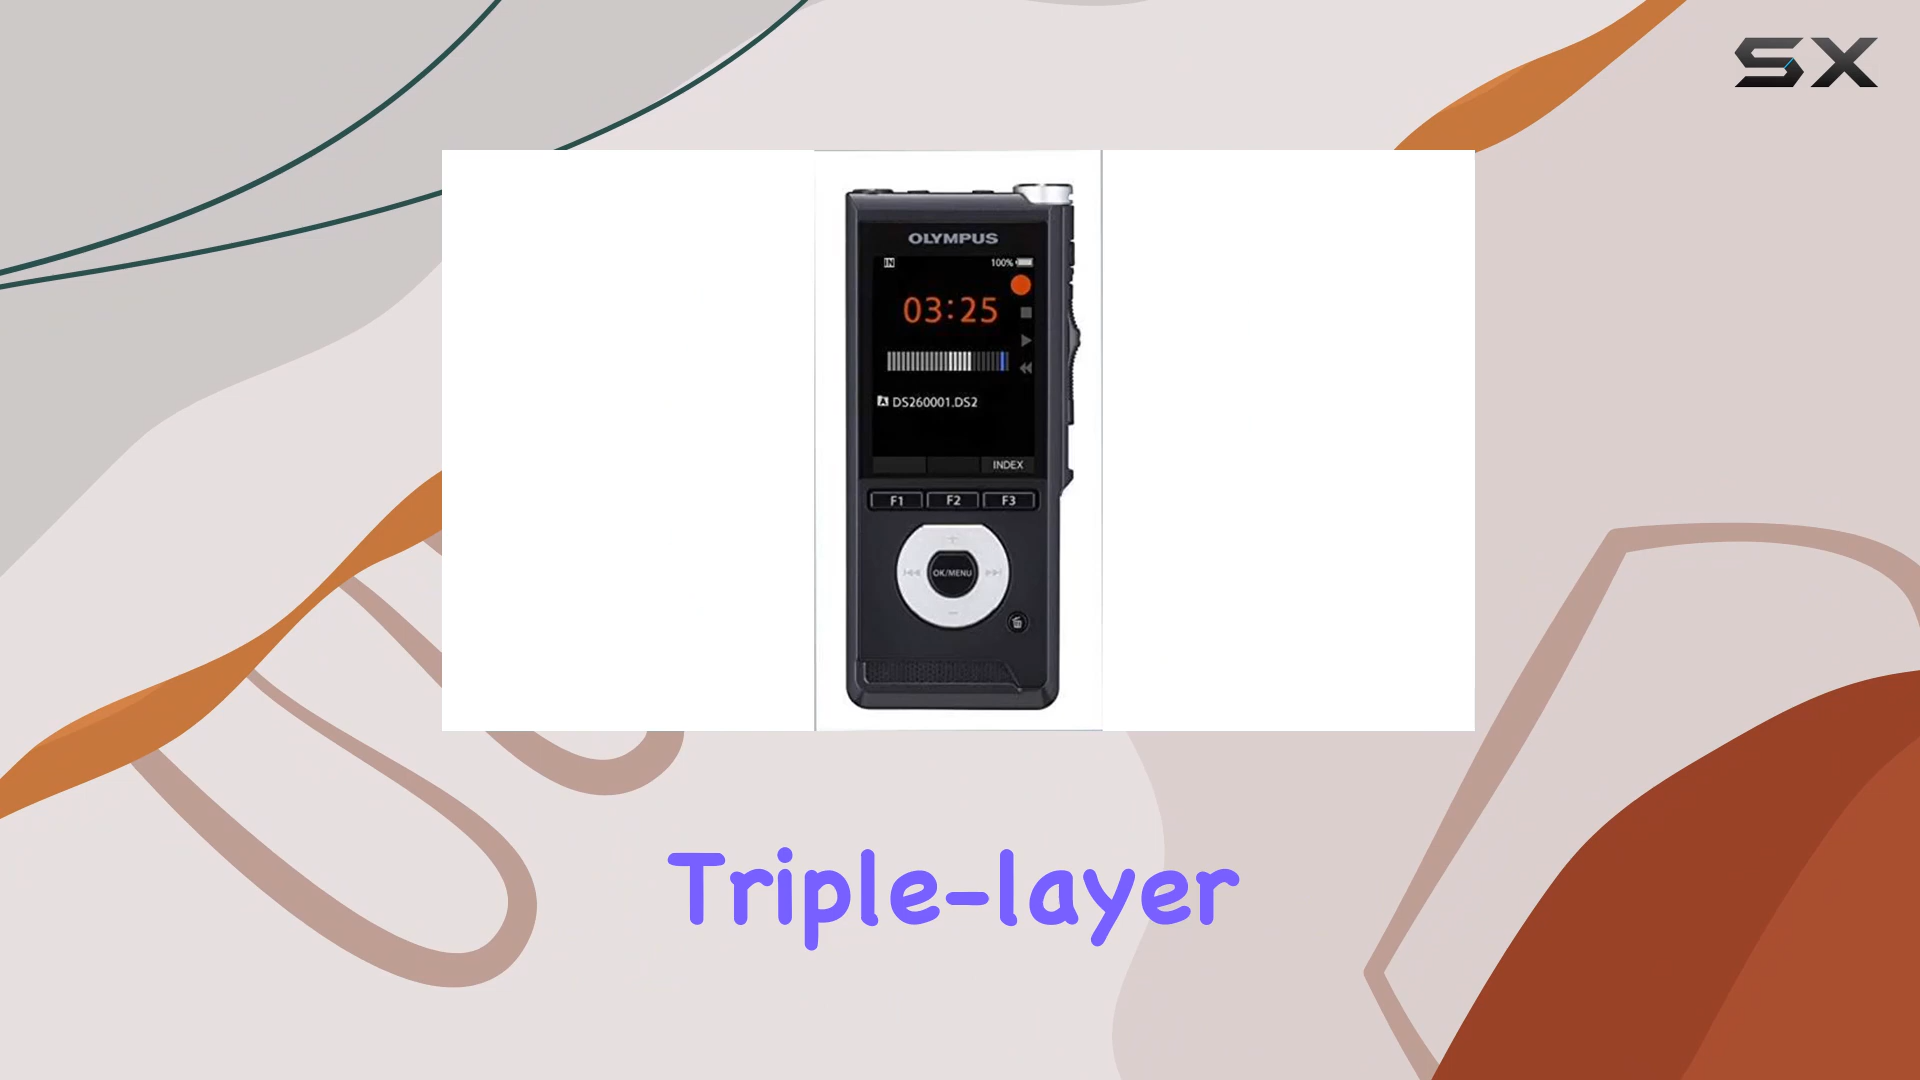 SX
OLYMPUS
IN 100%
03:25
A DS260001.DS2
INDEX
F1 F2 F3
OK/MENU
Triple-layer